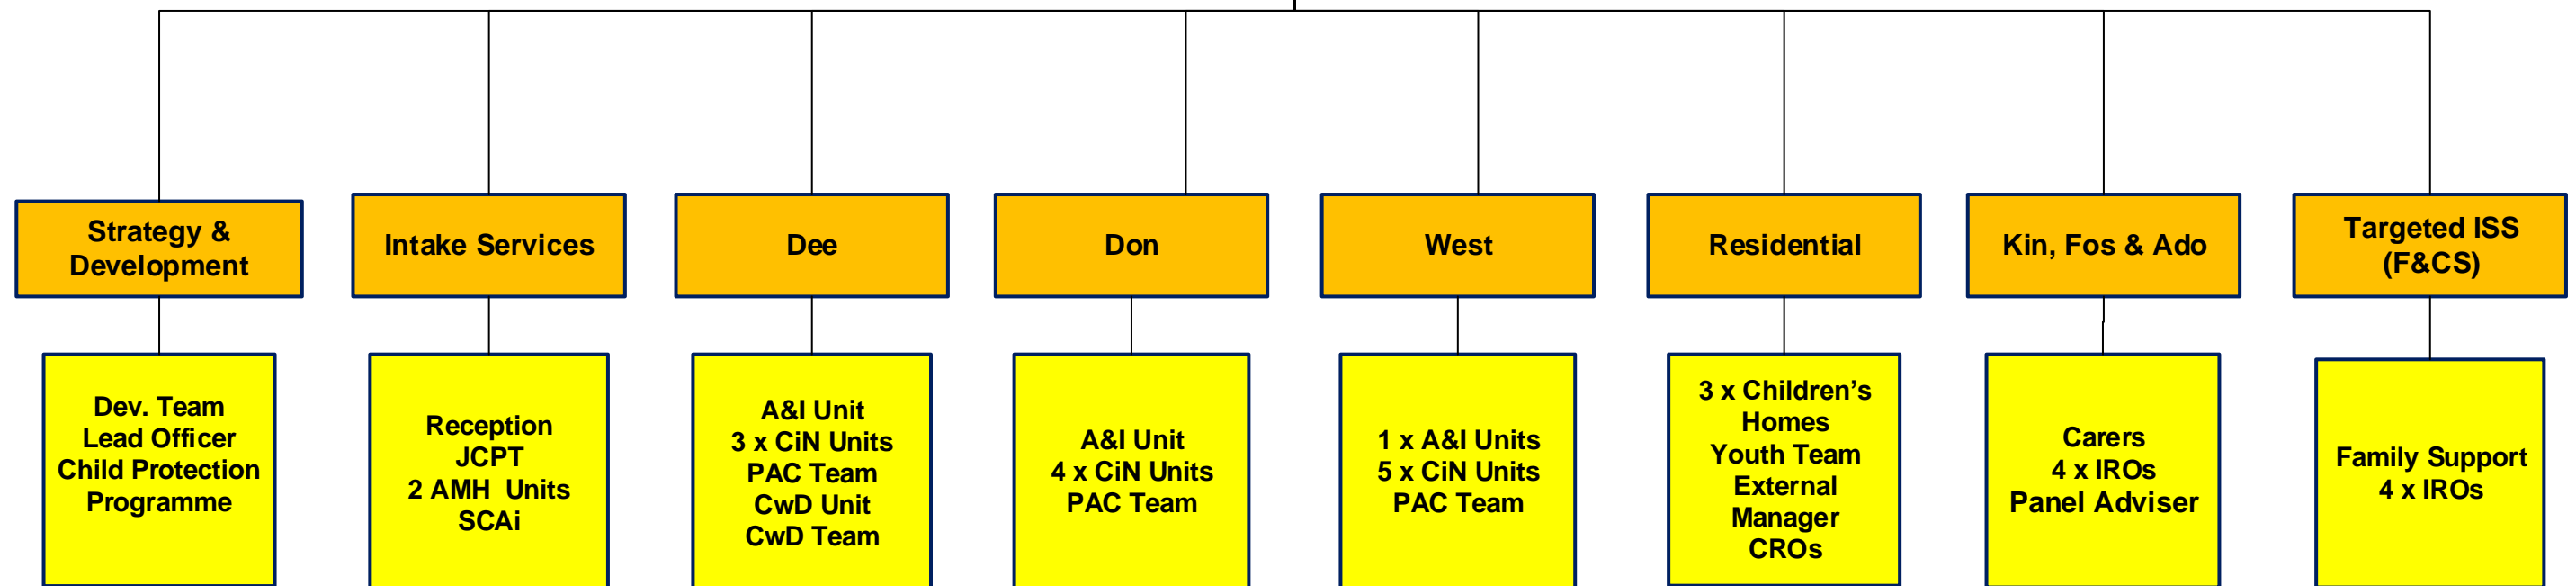 Strategy &
Development
Intake Services
Dee
Don
West
Residential
Kin, Fos & Ado
Targeted ISS
(F&CS)
Dev. Team
Lead Officer
Child Protection
Programme
Reception
JCPT
2 AMH  Units
SCAi
A&I Unit
3 x CiN Units
PAC Team
CwD Unit
CwD Team
A&I Unit
4 x CiN Units
PAC Team
1 x A&I Units
5 x CiN Units
PAC Team
3 x Children’s
Homes
Youth Team
External
Manager
CROs
Carers
4 x IROs
Panel Adviser
Family Support
4 x IROs